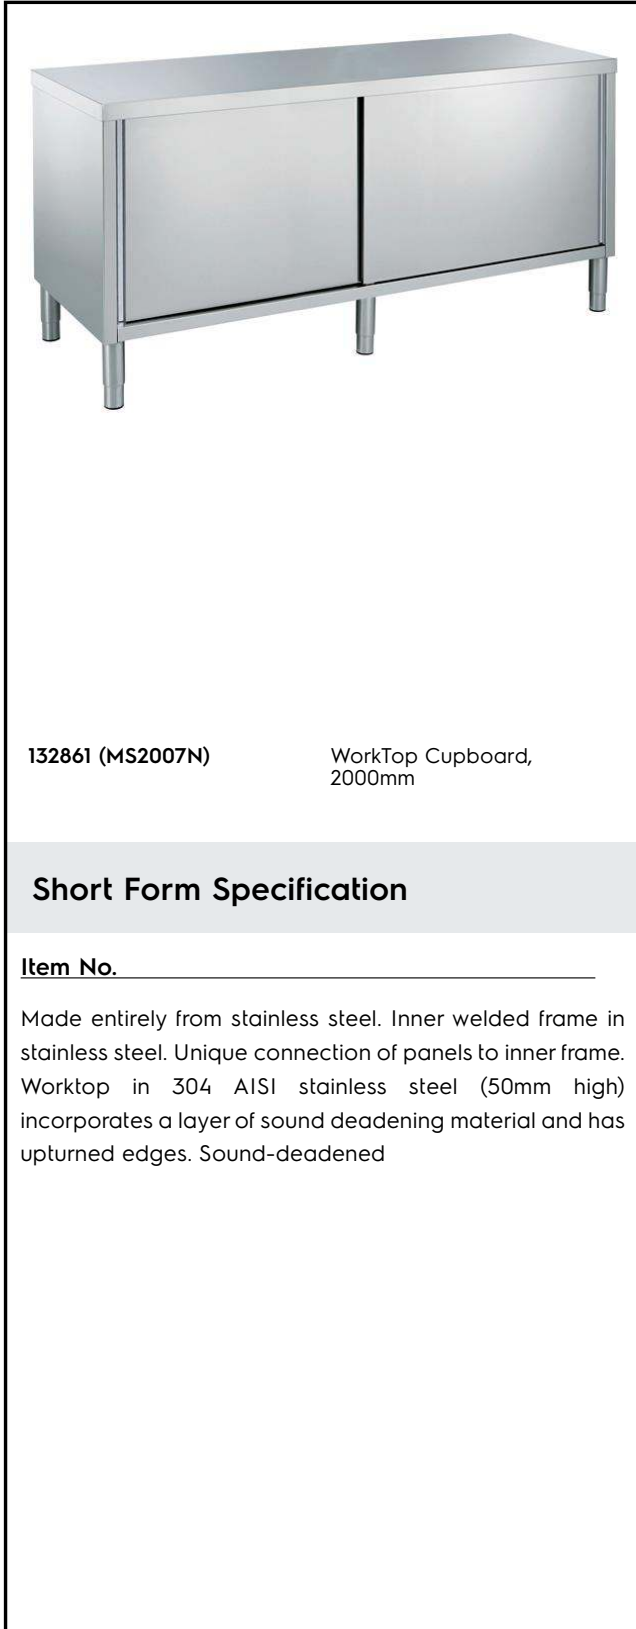 132861 (MS2007N)
WorkTop Cupboard,
2000mm
Short Form Specification
Item No.
Made entirely from stainless steel. Inner welded frame in
stainless steel. Unique connection of panels to inner frame.
Worktop in 304 AISI stainless steel (50mm high)
incorporates a layer of sound deadening material and has
upturned edges. Sound-deadened